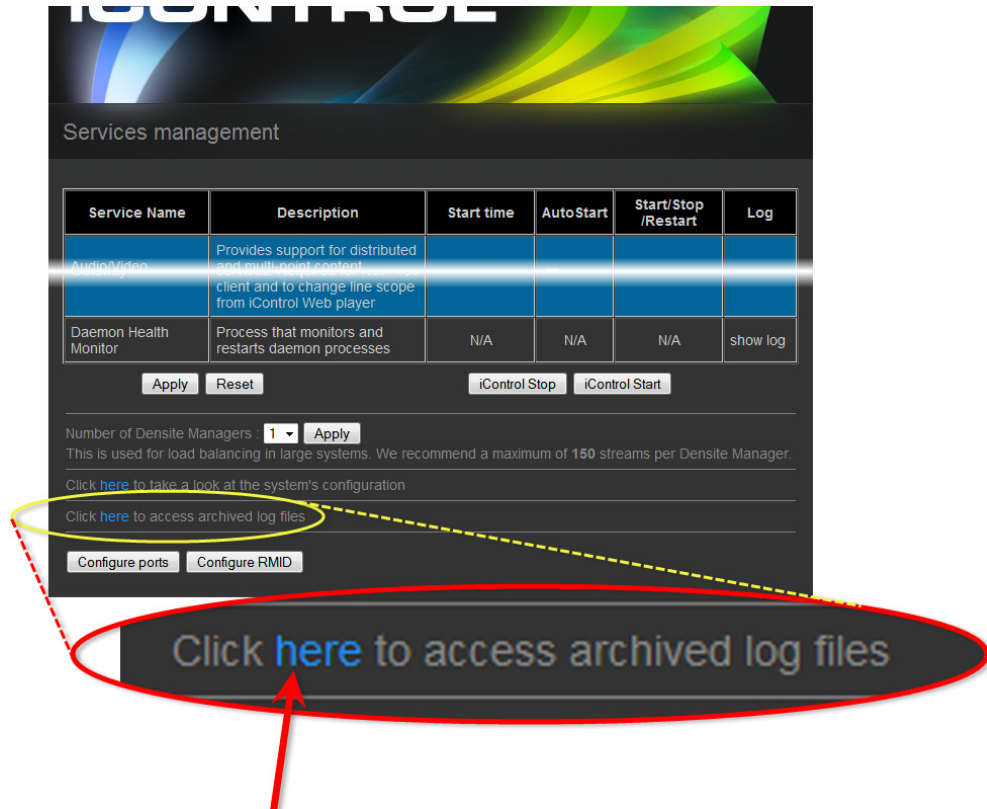 iCONTROL
Services management
Service Name Description Start time AutoStart Start/Stop /Restart Log
Audio/Video Provides support for distributed
and multi-point content
client and to change line scope
from iControl Web player
Daemon Health Monitor Process that monitors and restarts daemon processes N/A N/A N/A show log
Apply Reset iControl Stop iControl Start
Number of Densite Managers : 1 Apply
This is used for load balancing in large systems. We recommend a maximum of 150 streams per Densite Manager.
Click here to take a look at the system's configuration
Click here to access archived log files
Configure ports Configure RMID
Click here to access archived log files